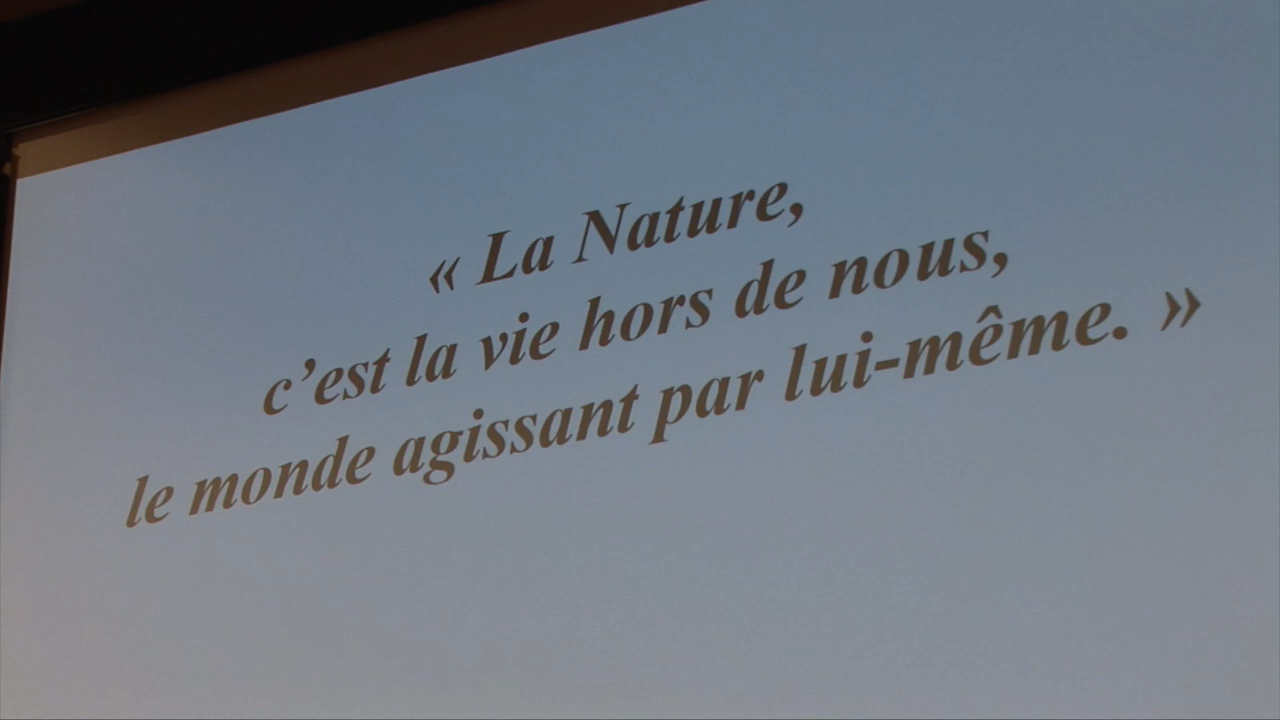 « La Nature,
c’est la vie hors de nous,
le monde agissant par lui-même. »